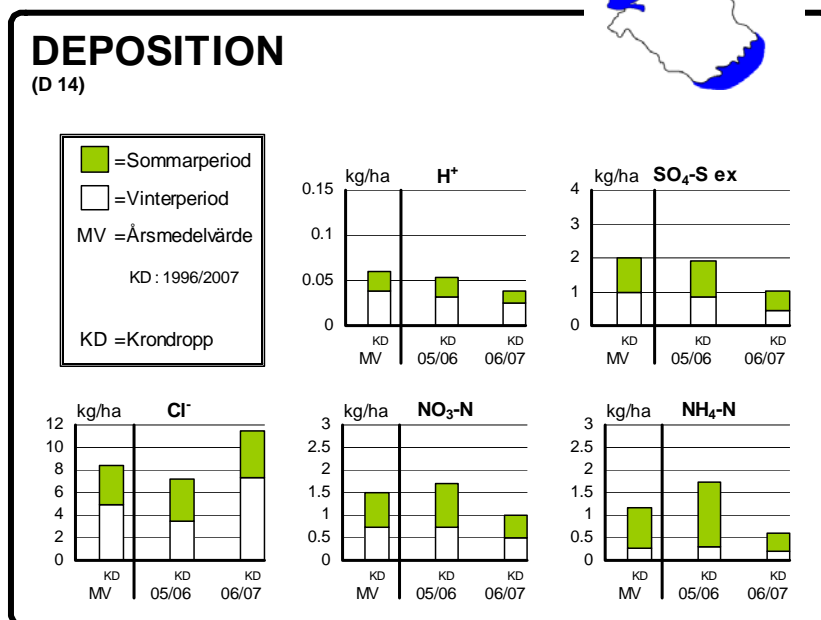 DEPOSITION
(D 14)
=Sommarperiod
=Vinterperiod
MV =Årsmedelvärde
KD : 1996/2007
KD =Krondropp
kg/ha H⁺
0.15
0.1
0.05
0
KD KD KD
MV 05/06 06/07
kg/ha SO₄-S ex
4
3
2
1
0
KD KD KD
MV 05/06 06/07
kg/ha Cl⁻
12
10
8
6
4
2
0
KD KD KD
MV 05/06 06/07
kg/ha NO₃-N
3
2.5
2
1.5
1
0.5
0
KD KD KD
MV 05/06 06/07
kg/ha NH₄-N
3
2.5
2
1.5
1
0.5
0
KD KD KD
MV 05/06 06/07